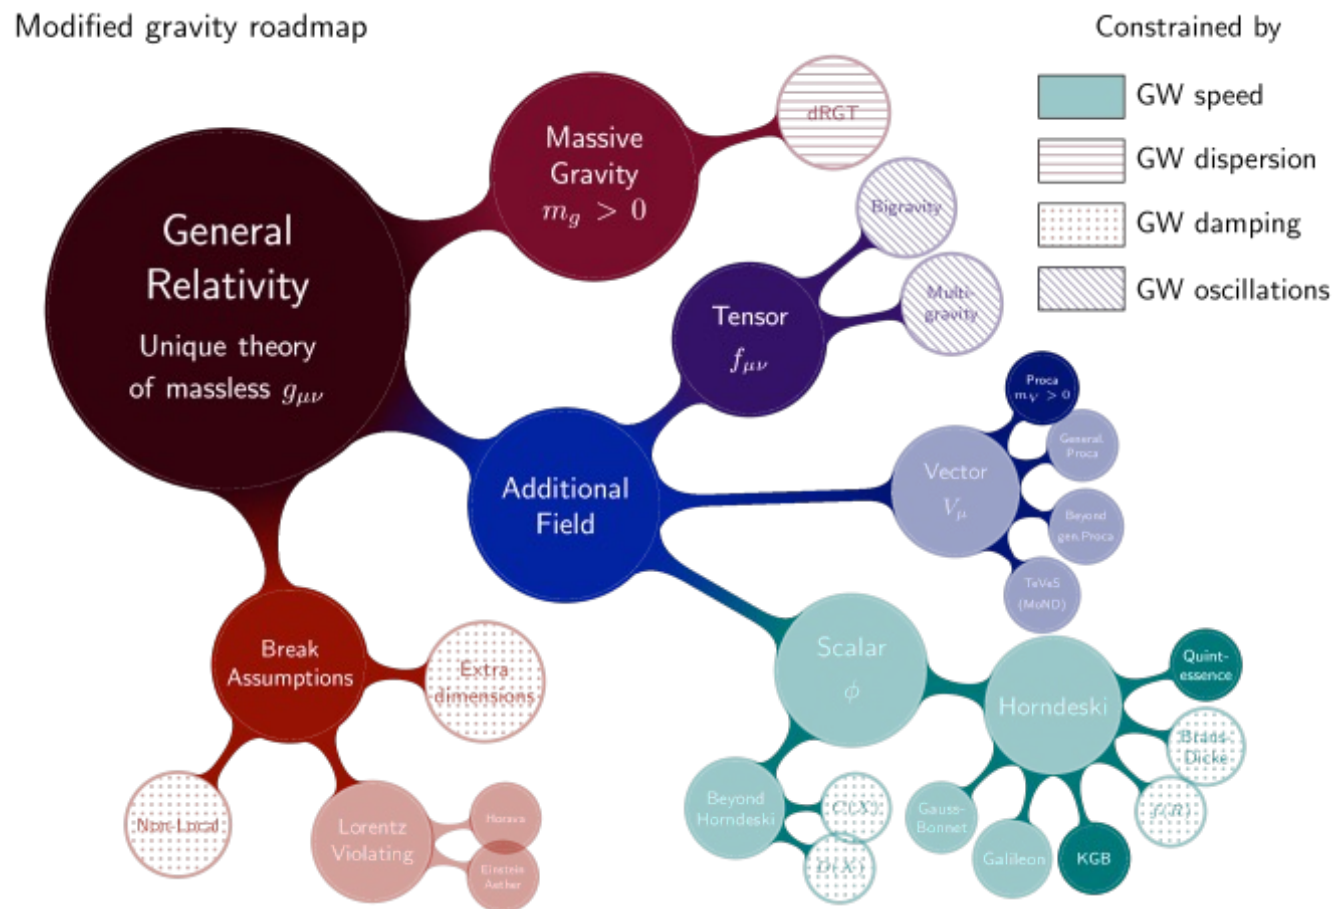 Modified gravity roadmap
Constrained by
GW speed
GW dispersion
GW damping
GW oscillations
General
Relativity
Unique theory
of massless gμν
Massive
Gravity
mg > 0
dRGT
Bigravity
Multi-
gravity
Tensor
fμν
Additional
Field
Vector
Vμ
Proca
mV > 0
General.
Proca
Beyond
gen.Proca
TeVeS
(MoND)
Scalar
ϕ
Horndeski
Quint-
essence
Brans-
Dicke
f(R)
KGB
Galileon
Gauss-
Bonnet
Beyond
Horndeski
C(X)
D(X)
Break
Assumptions
Extra
dimensions
Non-Local
Lorentz
Violating
Horava
Einstein
Aether